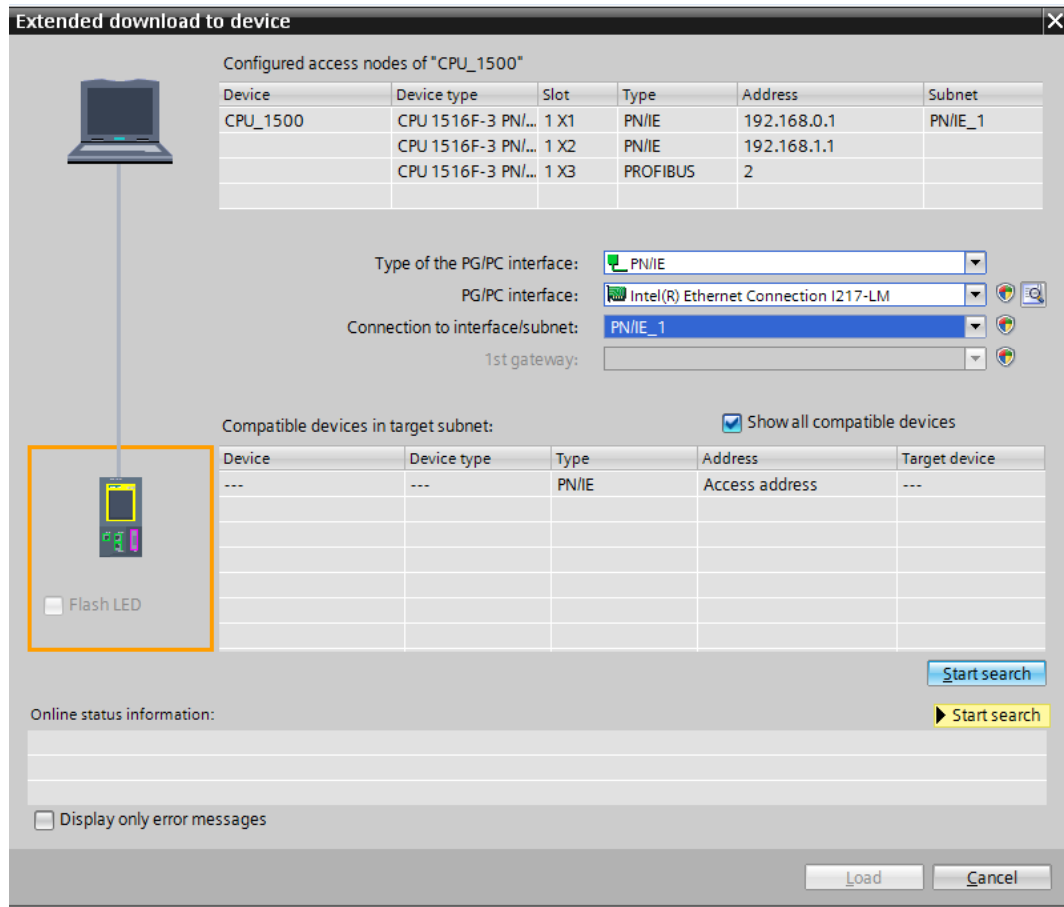 Extended download to device
Configured access nodes of "CPU_1500"
Device Device type Slot Type Address Subnet
CPU_1500 CPU 1516F-3 PN/... 1 X1 PN/IE 192.168.0.1 PN/IE_1
CPU 1516F-3 PN/... 1 X2 PN/IE 192.168.1.1
CPU 1516F-3 PN/... 1 X3 PROFIBUS 2
Type of the PG/PC interface: PN/IE
PG/PC interface: Intel(R) Ethernet Connection I217-LM
Connection to interface/subnet: PN/IE_1
1st gateway:
Compatible devices in target subnet: Show all compatible devices
Device Device type Type Address Target device
--- --- PN/IE Access address ---
Flash LED
Start search
Online status information: Start search
Display only error messages
Load Cancel